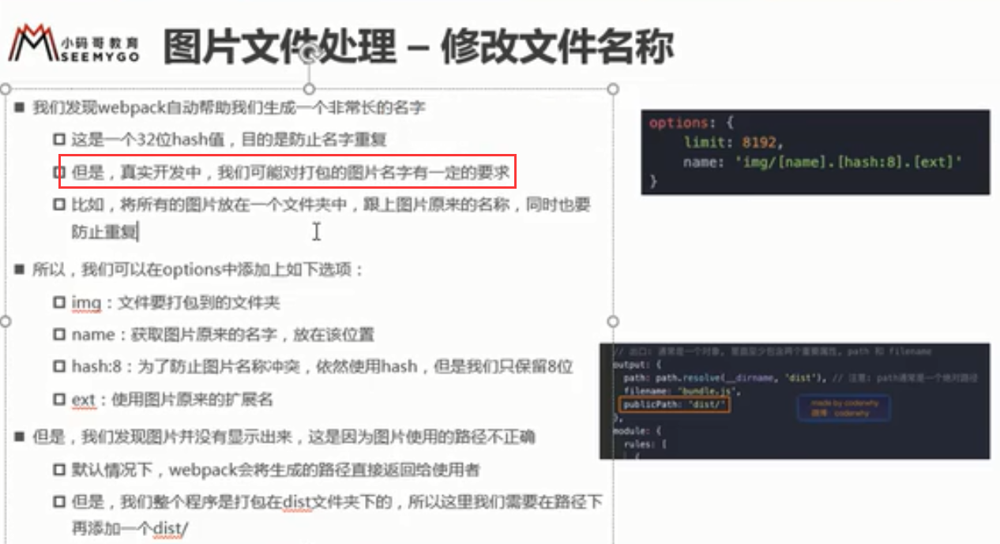 小码哥教育
SEEMYGO
图片文件处理 – 修改文件名称
■ 我们发现webpack自动帮助我们生成一个非常长的名字
这是一个32位hash值，目的是防止名字重复
但是，真实开发中，我们可能对打包的图片名字有一定的要求
比如，将所有的图片放在一个文件夹中，跟上图片原来的名称，同时也要
防止重复
■ 所以，我们可以在options中添加上如下选项：
img：文件要打包到的文件夹
name：获取图片原来的名字，放在该位置
hash:8：为了防止图片名称冲突，依然使用hash，但是我们只保留8位
ext：使用图片原来的扩展名
■ 但是，我们发现图片并没有显示出来，这是因为图片使用的路径不正确
默认情况下，webpack会将生成的路径直接返回给使用者
但是，我们整个程序是打包在dist文件夹下的，所以这里我们需要在路径下
再添加一个dist/
options: {
limit: 8192,
name: 'img/[name].[hash:8].[ext]'
}
// 出口: 通常是一个对象, 里面至少包含两个重要属性, path 和 filename
output: {
path: path.resolve(__dirname, 'dist'), // 注意: path通常是一个绝对路径
filename: "bundle.js",
publicPath: "dist/"
},
module: {
rules: [
{
made by coderwhy
微博: coderwhy